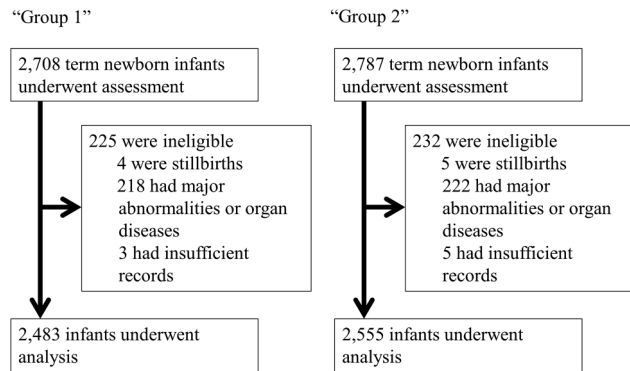 “Group 1”
2,708 term newborn infants
underwent assessment
225 were ineligible
4 were stillbirths
218 had major
abnormalities or organ
diseases
3 had insufficient
records
2,483 infants underwent
analysis
“Group 2”
2,787 term newborn infants
underwent assessment
232 were ineligible
5 were stillbirths
222 had major
abnormalities or organ
diseases
5 had insufficient
records
2,555 infants underwent
analysis